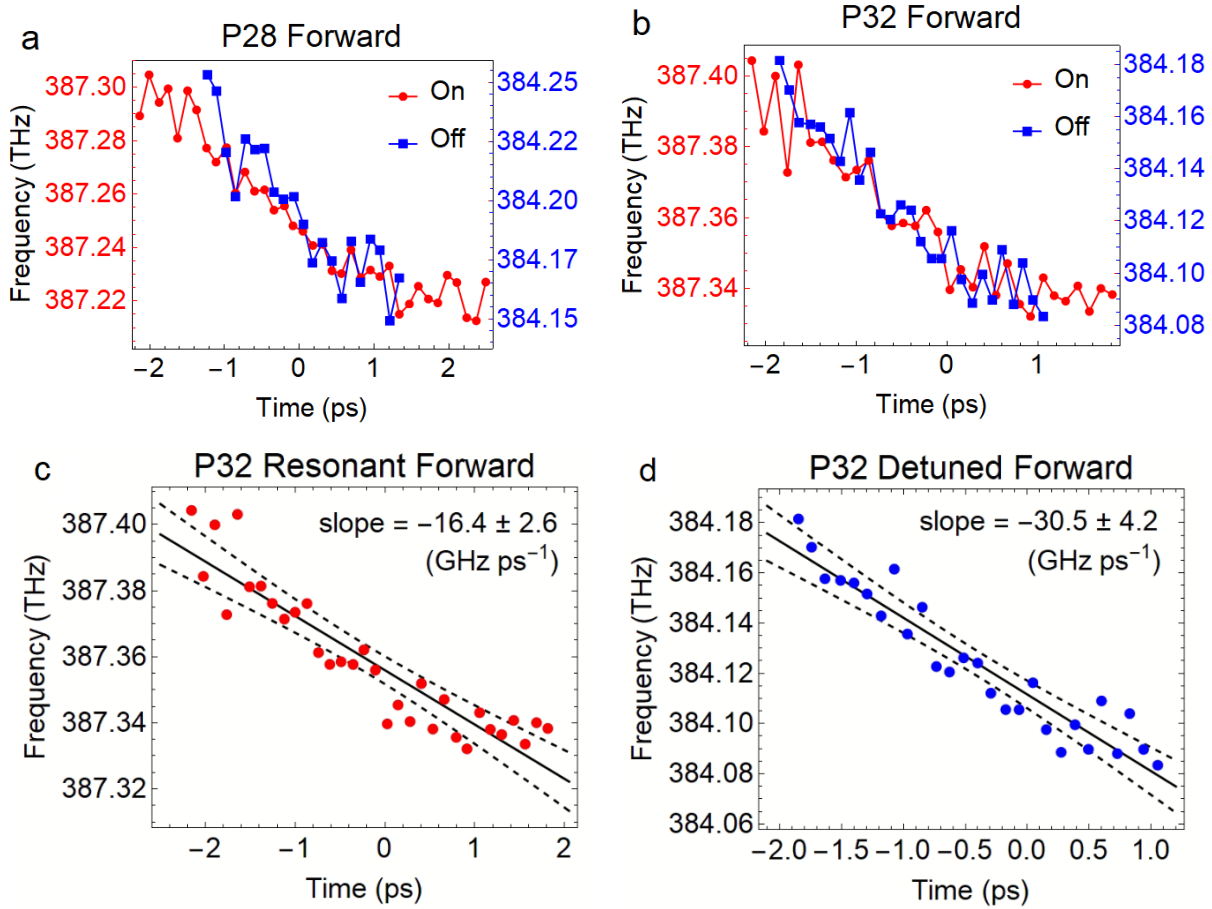 a
P28 Forward
Frequency (THz)
387.30
387.28
387.26
387.24
387.22
On
Off
384.25
384.22
384.20
384.17
384.15
−2
−1
0
1
2
Time (ps)
b
P32 Forward
Frequency (THz)
387.40
387.38
387.36
387.34
On
Off
384.18
384.16
384.14
384.12
384.10
384.08
−2
−1
0
1
Time (ps)
c
P32 Resonant Forward
Frequency (THz)
387.40
387.38
387.36
387.34
387.32
slope = −16.4 ± 2.6
(GHz ps⁻¹)
−2
−1
0
1
2
Time (ps)
d
P32 Detuned Forward
Frequency (THz)
384.18
384.16
384.14
384.12
384.10
384.08
384.06
slope = −30.5 ± 4.2
(GHz ps⁻¹)
−2.0
−1.5
−1.0
−0.5
0.0
0.5
1.0
Time (ps)